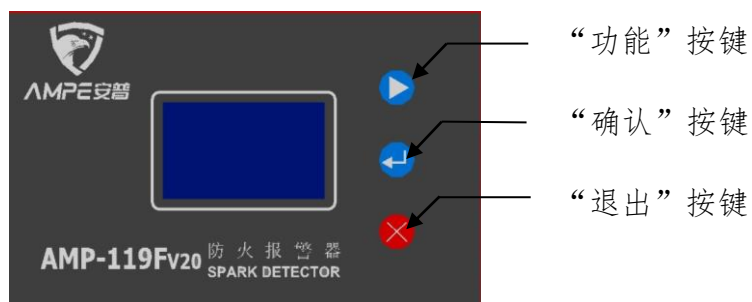 “功能”按键
AMPE安普
“确认”按键
“退出”按键
AMP-119FV20 防火报警器
SPARK DETECTOR